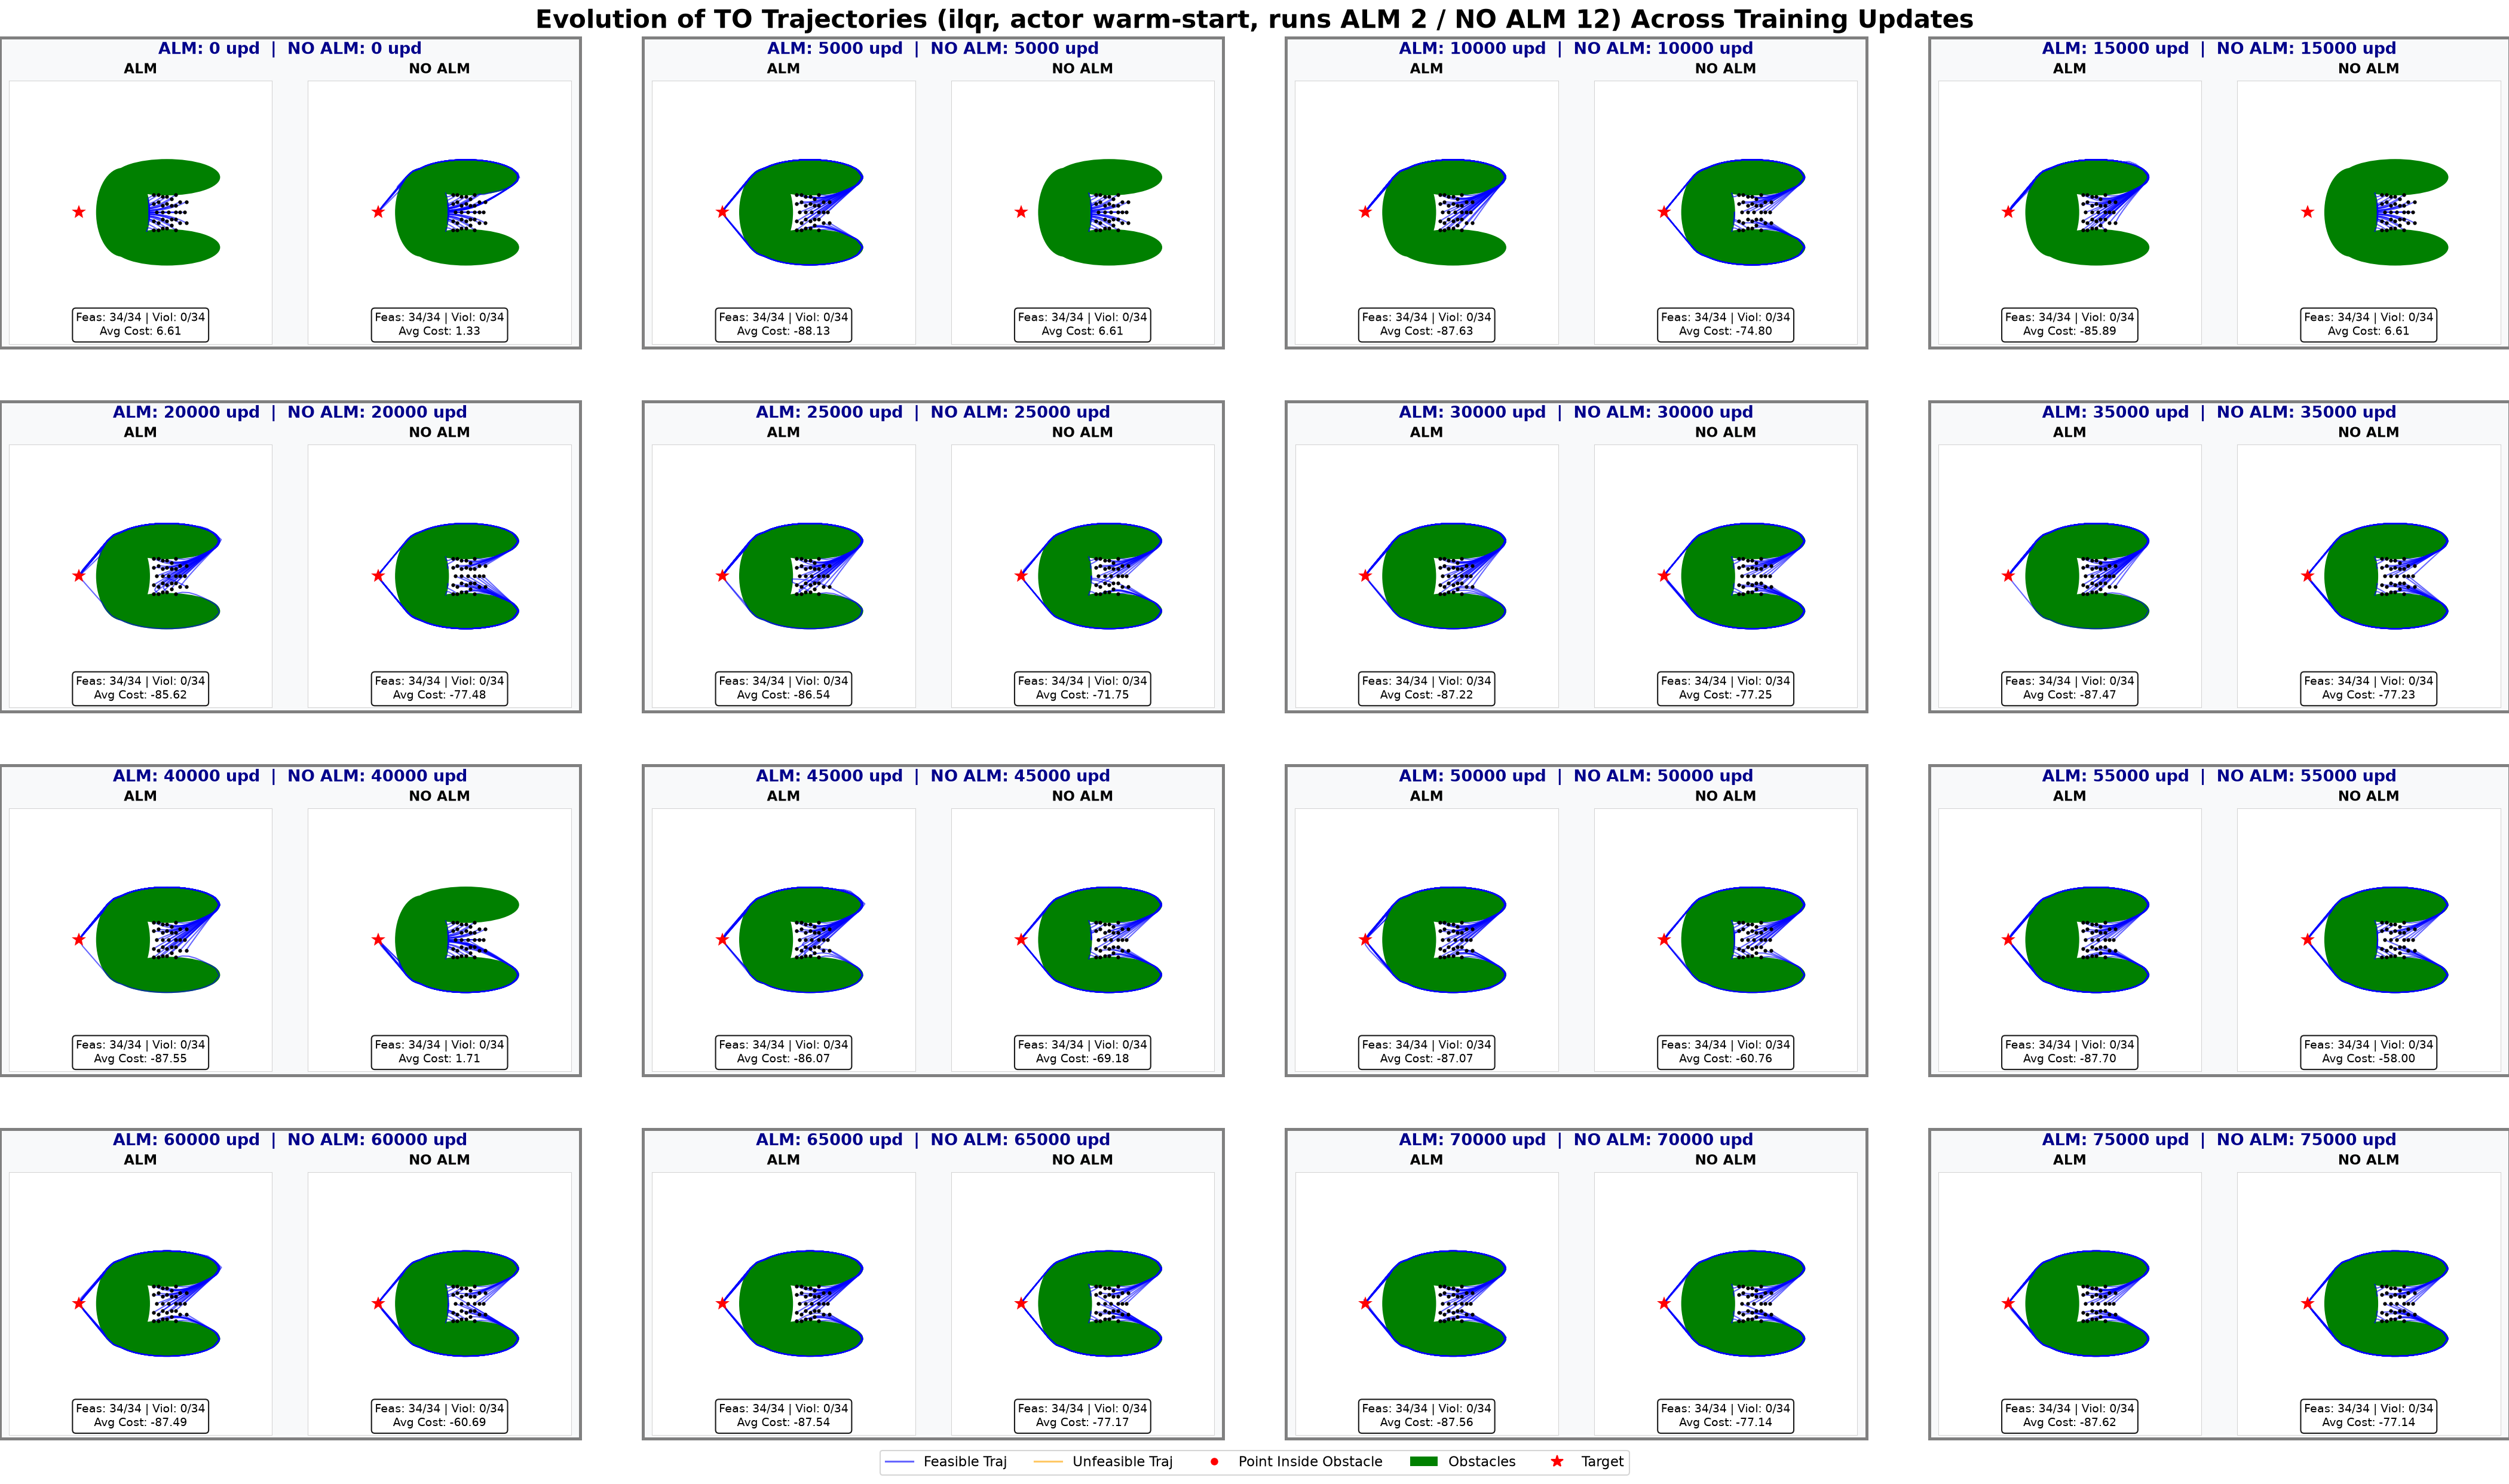 Evolution of TO Trajectories (ilqr, actor warm-start, runs ALM 2 / NO ALM 12) Across Training Updates
ALM: 0 upd | NO ALM: 0 upd
ALM
NO ALM
Feas: 34/34 | Viol: 0/34
Avg Cost: 6.61
Feas: 34/34 | Viol: 0/34
Avg Cost: 1.33
ALM: 5000 upd | NO ALM: 5000 upd
ALM
NO ALM
Feas: 34/34 | Viol: 0/34
Avg Cost: -88.13
Feas: 34/34 | Viol: 0/34
Avg Cost: 6.61
ALM: 10000 upd | NO ALM: 10000 upd
ALM
NO ALM
Feas: 34/34 | Viol: 0/34
Avg Cost: -87.63
Feas: 34/34 | Viol: 0/34
Avg Cost: -74.80
ALM: 15000 upd | NO ALM: 15000 upd
ALM
NO ALM
Feas: 34/34 | Viol: 0/34
Avg Cost: -85.89
Feas: 34/34 | Viol: 0/34
Avg Cost: 6.61
ALM: 20000 upd | NO ALM: 20000 upd
ALM
NO ALM
Feas: 34/34 | Viol: 0/34
Avg Cost: -85.62
Feas: 34/34 | Viol: 0/34
Avg Cost: -77.48
ALM: 25000 upd | NO ALM: 25000 upd
ALM
NO ALM
Feas: 34/34 | Viol: 0/34
Avg Cost: -86.54
Feas: 34/34 | Viol: 0/34
Avg Cost: -71.75
ALM: 30000 upd | NO ALM: 30000 upd
ALM
NO ALM
Feas: 34/34 | Viol: 0/34
Avg Cost: -87.22
Feas: 34/34 | Viol: 0/34
Avg Cost: -77.25
ALM: 35000 upd | NO ALM: 35000 upd
ALM
NO ALM
Feas: 34/34 | Viol: 0/34
Avg Cost: -87.47
Feas: 34/34 | Viol: 0/34
Avg Cost: -77.23
ALM: 40000 upd | NO ALM: 40000 upd
ALM
NO ALM
Feas: 34/34 | Viol: 0/34
Avg Cost: -87.55
Feas: 34/34 | Viol: 0/34
Avg Cost: 1.71
ALM: 45000 upd | NO ALM: 45000 upd
ALM
NO ALM
Feas: 34/34 | Viol: 0/34
Avg Cost: -86.07
Feas: 34/34 | Viol: 0/34
Avg Cost: -69.18
ALM: 50000 upd | NO ALM: 50000 upd
ALM
NO ALM
Feas: 34/34 | Viol: 0/34
Avg Cost: -87.07
Feas: 34/34 | Viol: 0/34
Avg Cost: -60.76
ALM: 55000 upd | NO ALM: 55000 upd
ALM
NO ALM
Feas: 34/34 | Viol: 0/34
Avg Cost: -87.70
Feas: 34/34 | Viol: 0/34
Avg Cost: -58.00
ALM: 60000 upd | NO ALM: 60000 upd
ALM
NO ALM
Feas: 34/34 | Viol: 0/34
Avg Cost: -87.49
Feas: 34/34 | Viol: 0/34
Avg Cost: -60.69
ALM: 65000 upd | NO ALM: 65000 upd
ALM
NO ALM
Feas: 34/34 | Viol: 0/34
Avg Cost: -87.54
Feas: 34/34 | Viol: 0/34
Avg Cost: -77.17
ALM: 70000 upd | NO ALM: 70000 upd
ALM
NO ALM
Feas: 34/34 | Viol: 0/34
Avg Cost: -87.56
Feas: 34/34 | Viol: 0/34
Avg Cost: -77.14
ALM: 75000 upd | NO ALM: 75000 upd
ALM
NO ALM
Feas: 34/34 | Viol: 0/34
Avg Cost: -87.62
Feas: 34/34 | Viol: 0/34
Avg Cost: -77.14
Feasible Traj
Unfeasible Traj
Point Inside Obstacle
Obstacles
Target